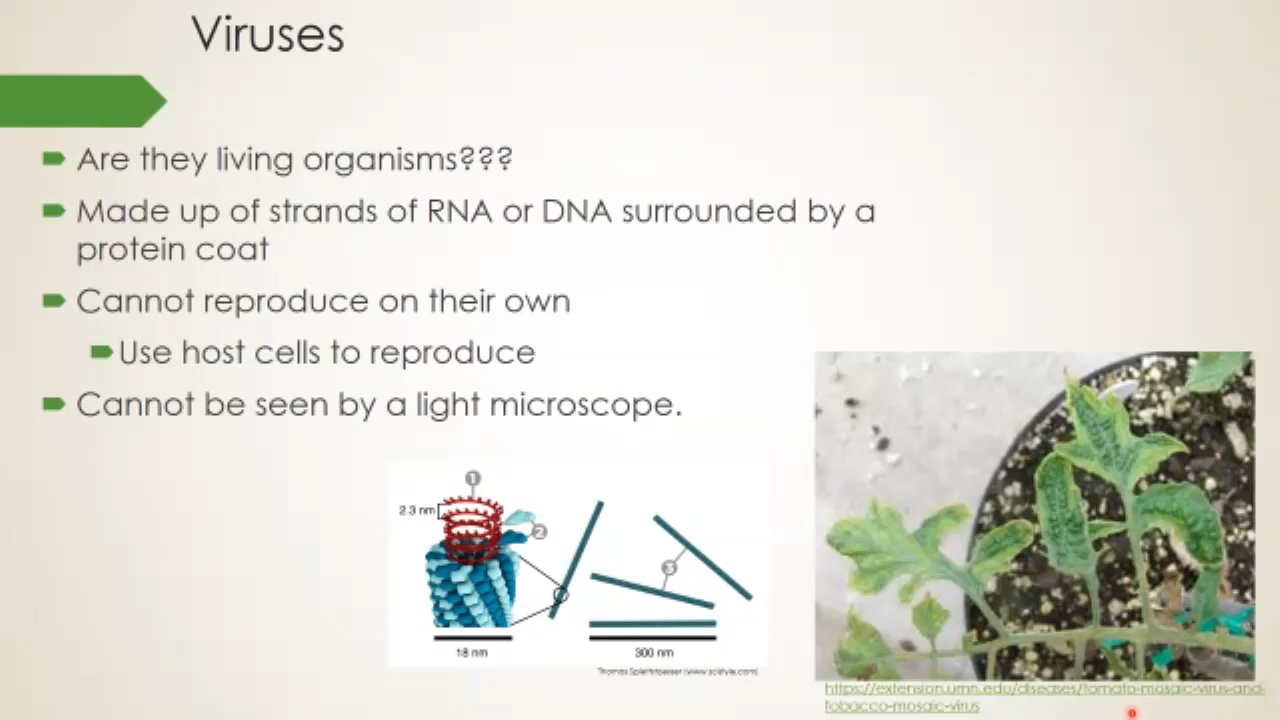 Viruses
Are they living organisms???
Made up of strands of RNA or DNA surrounded by a
protein coat
Cannot reproduce on their own
Use host cells to reproduce
Cannot be seen by a light microscope.
1
2.3 nm
2
3
18 nm
300 nm
Thomas Splettstoesser (www.scistyle.com)
https://extension.umn.edu/diseases/tomato-mosaic-virus-and-
tobacco-mosaic-virus